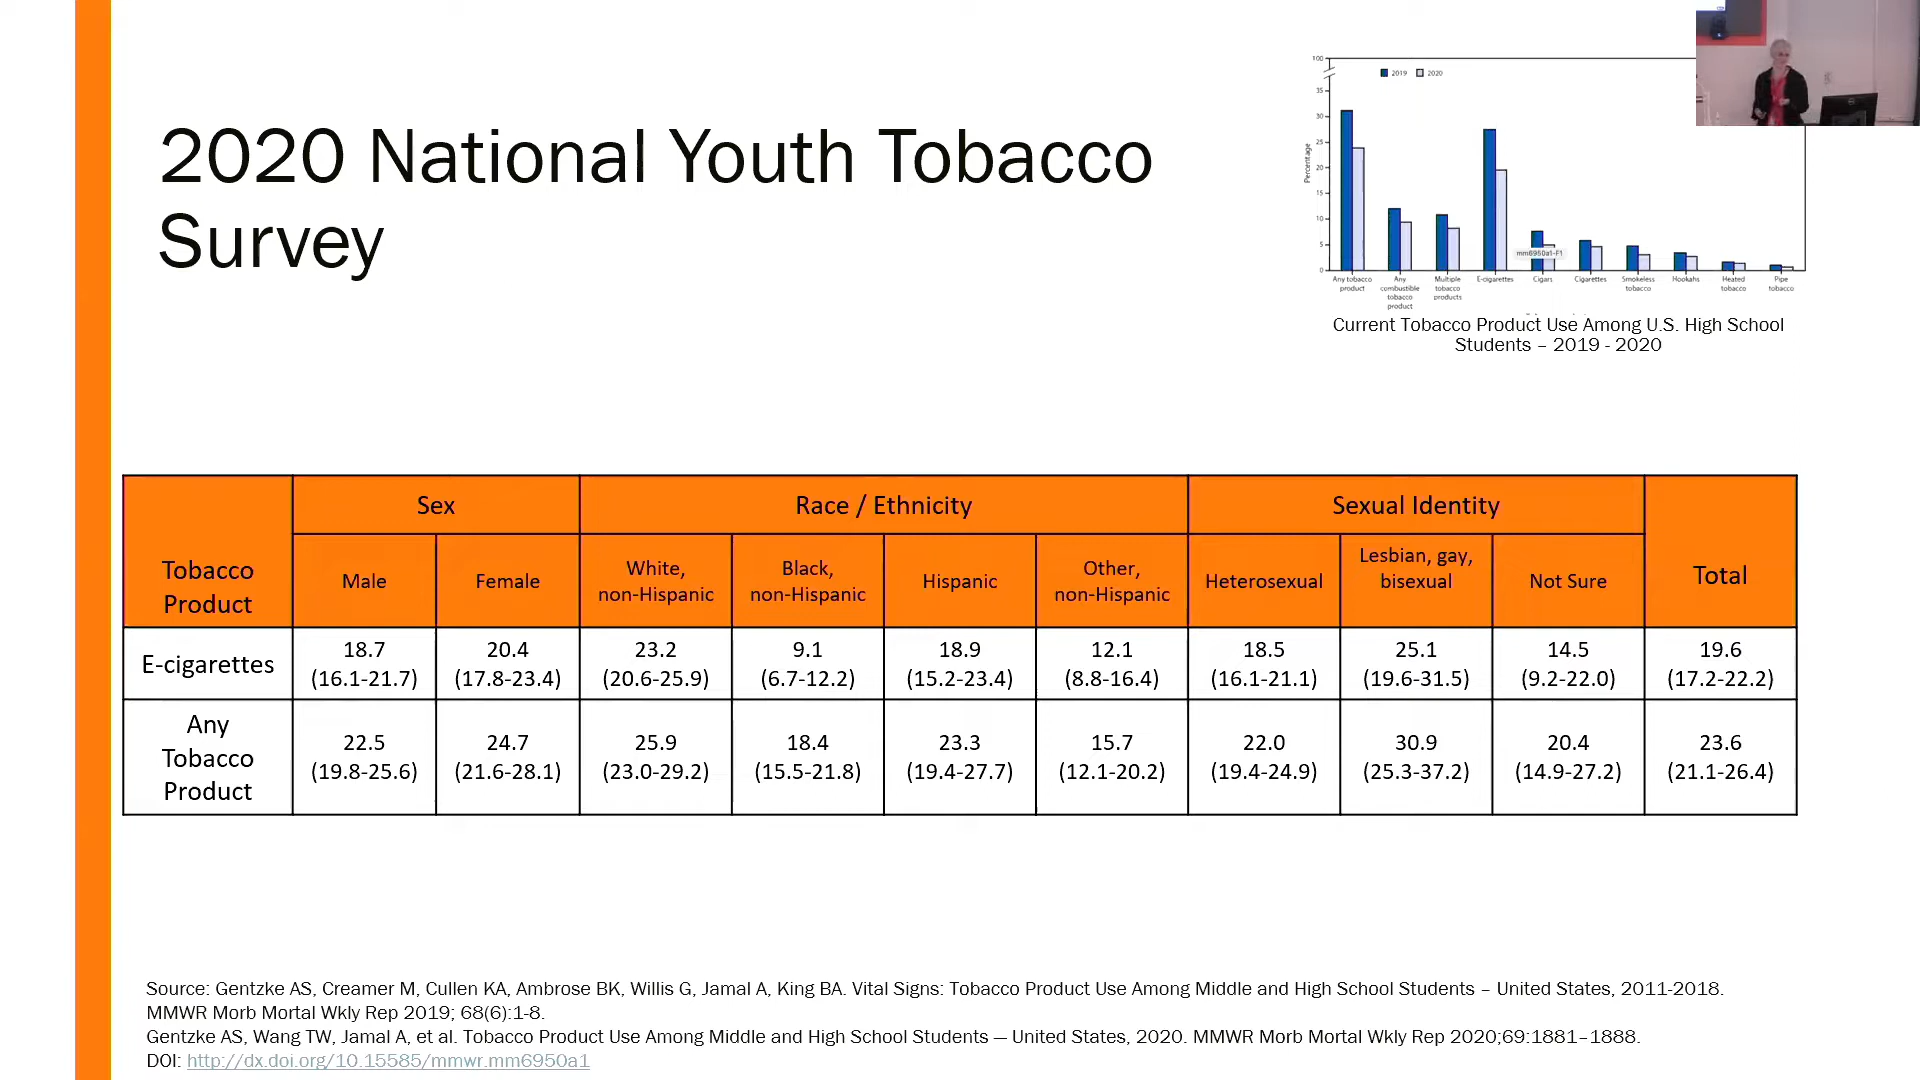 2020 National Youth Tobacco
Survey
100
35
30
25
20
15
10
5
0
Percentage
2019
2020
mm6950a1-F1
Any tobacco
product
Any
combustible
tobacco
product
Multiple
tobacco
products
E-cigarettes
Cigars
Cigarettes
Smokeless
tobacco
Hookahs
Heated
tobacco
Pipe
tobacco
Current Tobacco Product Use Among U.S. High School
Students – 2019 - 2020
Tobacco
Product
Sex
Race / Ethnicity
Sexual Identity
Total
Male
Female
White,
non-Hispanic
Black,
non-Hispanic
Hispanic
Other,
non-Hispanic
Heterosexual
Lesbian, gay,
bisexual
Not Sure
E-cigarettes
18.7
(16.1-21.7)
20.4
(17.8-23.4)
23.2
(20.6-25.9)
9.1
(6.7-12.2)
18.9
(15.2-23.4)
12.1
(8.8-16.4)
18.5
(16.1-21.1)
25.1
(19.6-31.5)
14.5
(9.2-22.0)
19.6
(17.2-22.2)
Any
Tobacco
Product
22.5
(19.8-25.6)
24.7
(21.6-28.1)
25.9
(23.0-29.2)
18.4
(15.5-21.8)
23.3
(19.4-27.7)
15.7
(12.1-20.2)
22.0
(19.4-24.9)
30.9
(25.3-37.2)
20.4
(14.9-27.2)
23.6
(21.1-26.4)
Source: Gentzke AS, Creamer M, Cullen KA, Ambrose BK, Willis G, Jamal A, King BA. Vital Signs: Tobacco Product Use Among Middle and High School Students – United States, 2011-2018.
MMWR Morb Mortal Wkly Rep 2019; 68(6):1-8.
Gentzke AS, Wang TW, Jamal A, et al. Tobacco Product Use Among Middle and High School Students — United States, 2020. MMWR Morb Mortal Wkly Rep 2020;69:1881–1888.
DOI: http://dx.doi.org/10.15585/mmwr.mm6950a1